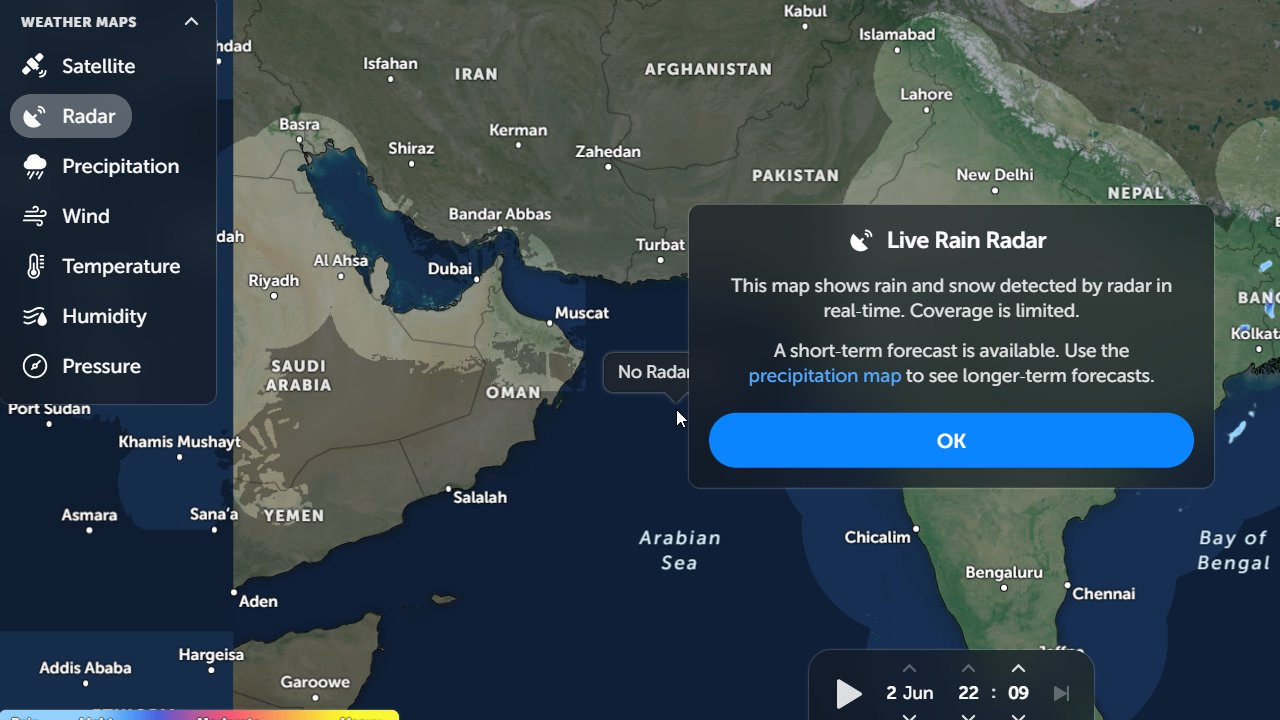 WEATHER MAPS
Satellite
Radar
Precipitation
Wind
Temperature
Humidity
Pressure
Kabul
Islamabad
Isfahan
IRAN
AFGHANISTAN
Lahore
Basra
Kerman
Shiraz
Zahedan
PAKISTAN
New Delhi
NEPAL
Bandar Abbas
Turbat
Al Ahsa
Dubai
Riyadh
Muscat
SAUDI
ARABIA
OMAN
No Radar
Live Rain Radar
This map shows rain and snow detected by radar in
real-time. Coverage is limited.
A short-term forecast is available. Use the
precipitation map to see longer-term forecasts.
OK
Port Sudan
Khamis Mushayt
Salalah
Asmara
Sana'a
YEMEN
Arabian
Sea
Chicalim
Bay of
Bengal
Bengaluru
Chennai
Aden
Hargeisa
Addis Ababa
Garoowe
2 Jun 22 : 09